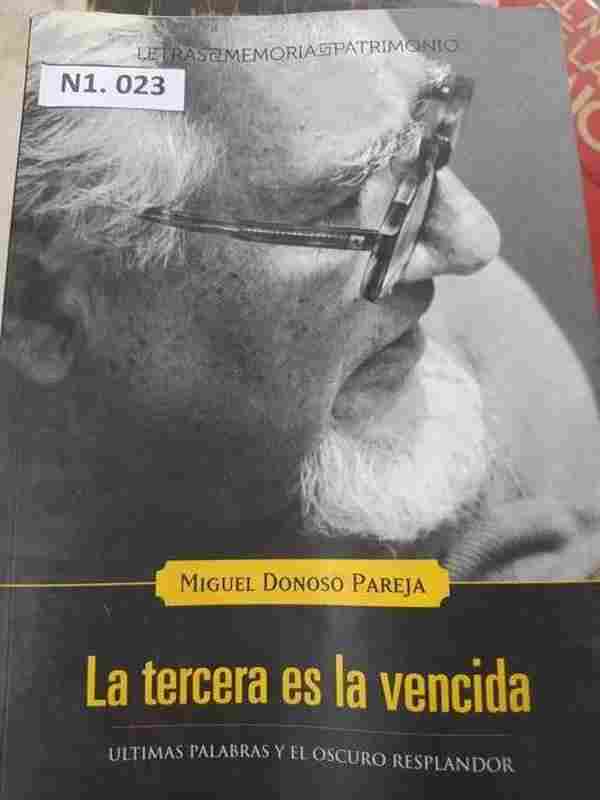 LETRAS MEMORIA PATRIMONIO
N1. 023
MIGUEL DONOSO PAREJA
La tercera es la vencida
ULTIMAS PALABRAS Y EL OSCURO RESPLANDOR